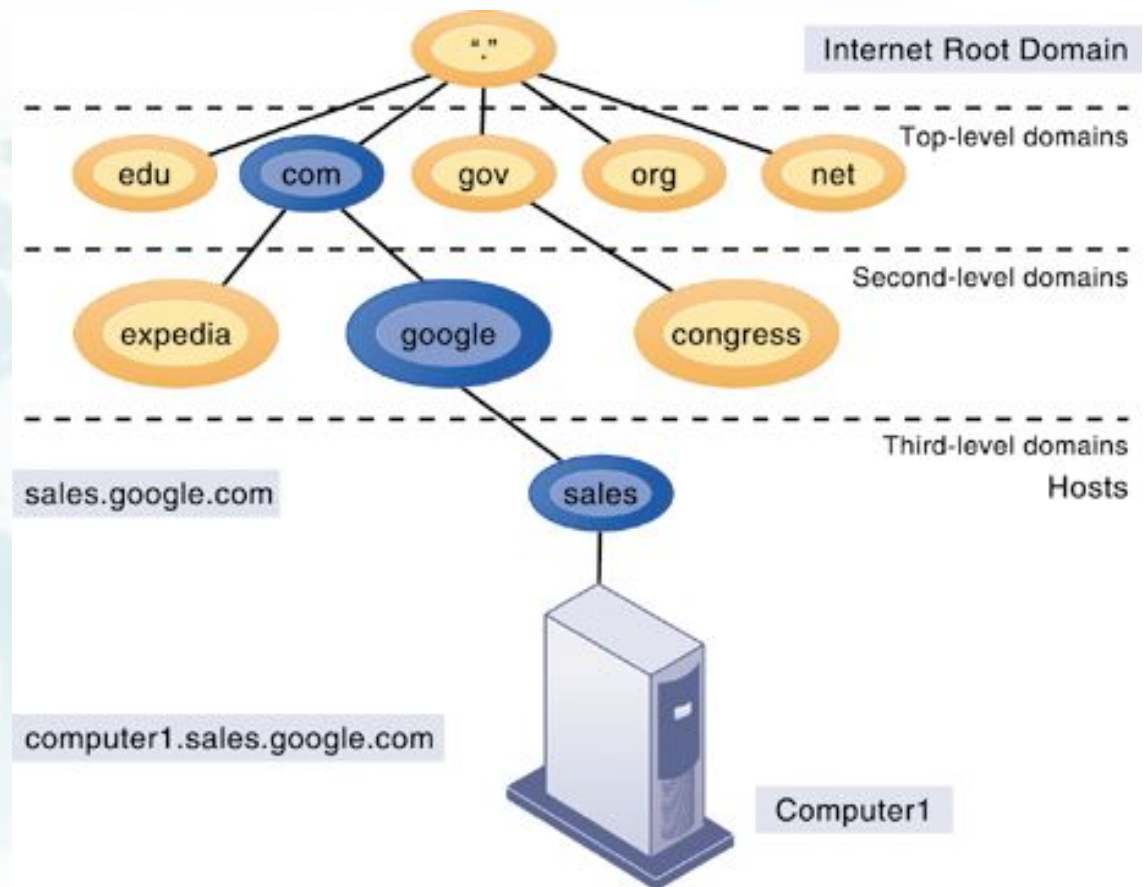 “.”
Internet Root Domain
Top-level domains
edu com gov org net
Second-level domains
expedia google congress
Third-level domains
Hosts
sales.google.com
sales
computer1.sales.google.com
Computer1